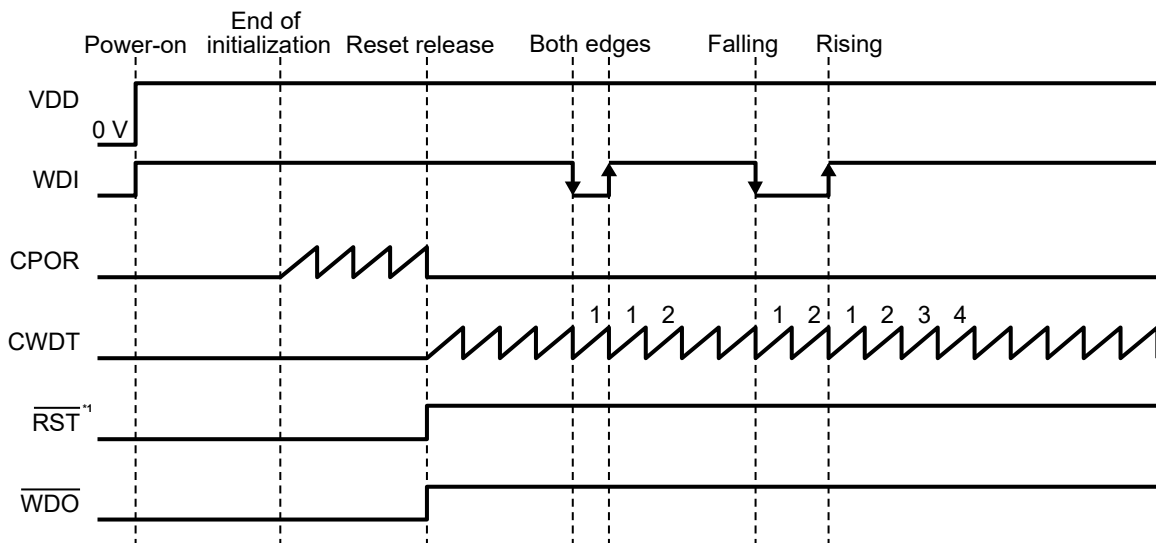 End of
Power-on initialization Reset release Both edges Falling Rising
VDD
0 V
WDI
CPOR
1 1 2 1 2 1 2 3 4
CWDT
RST*1
WDO